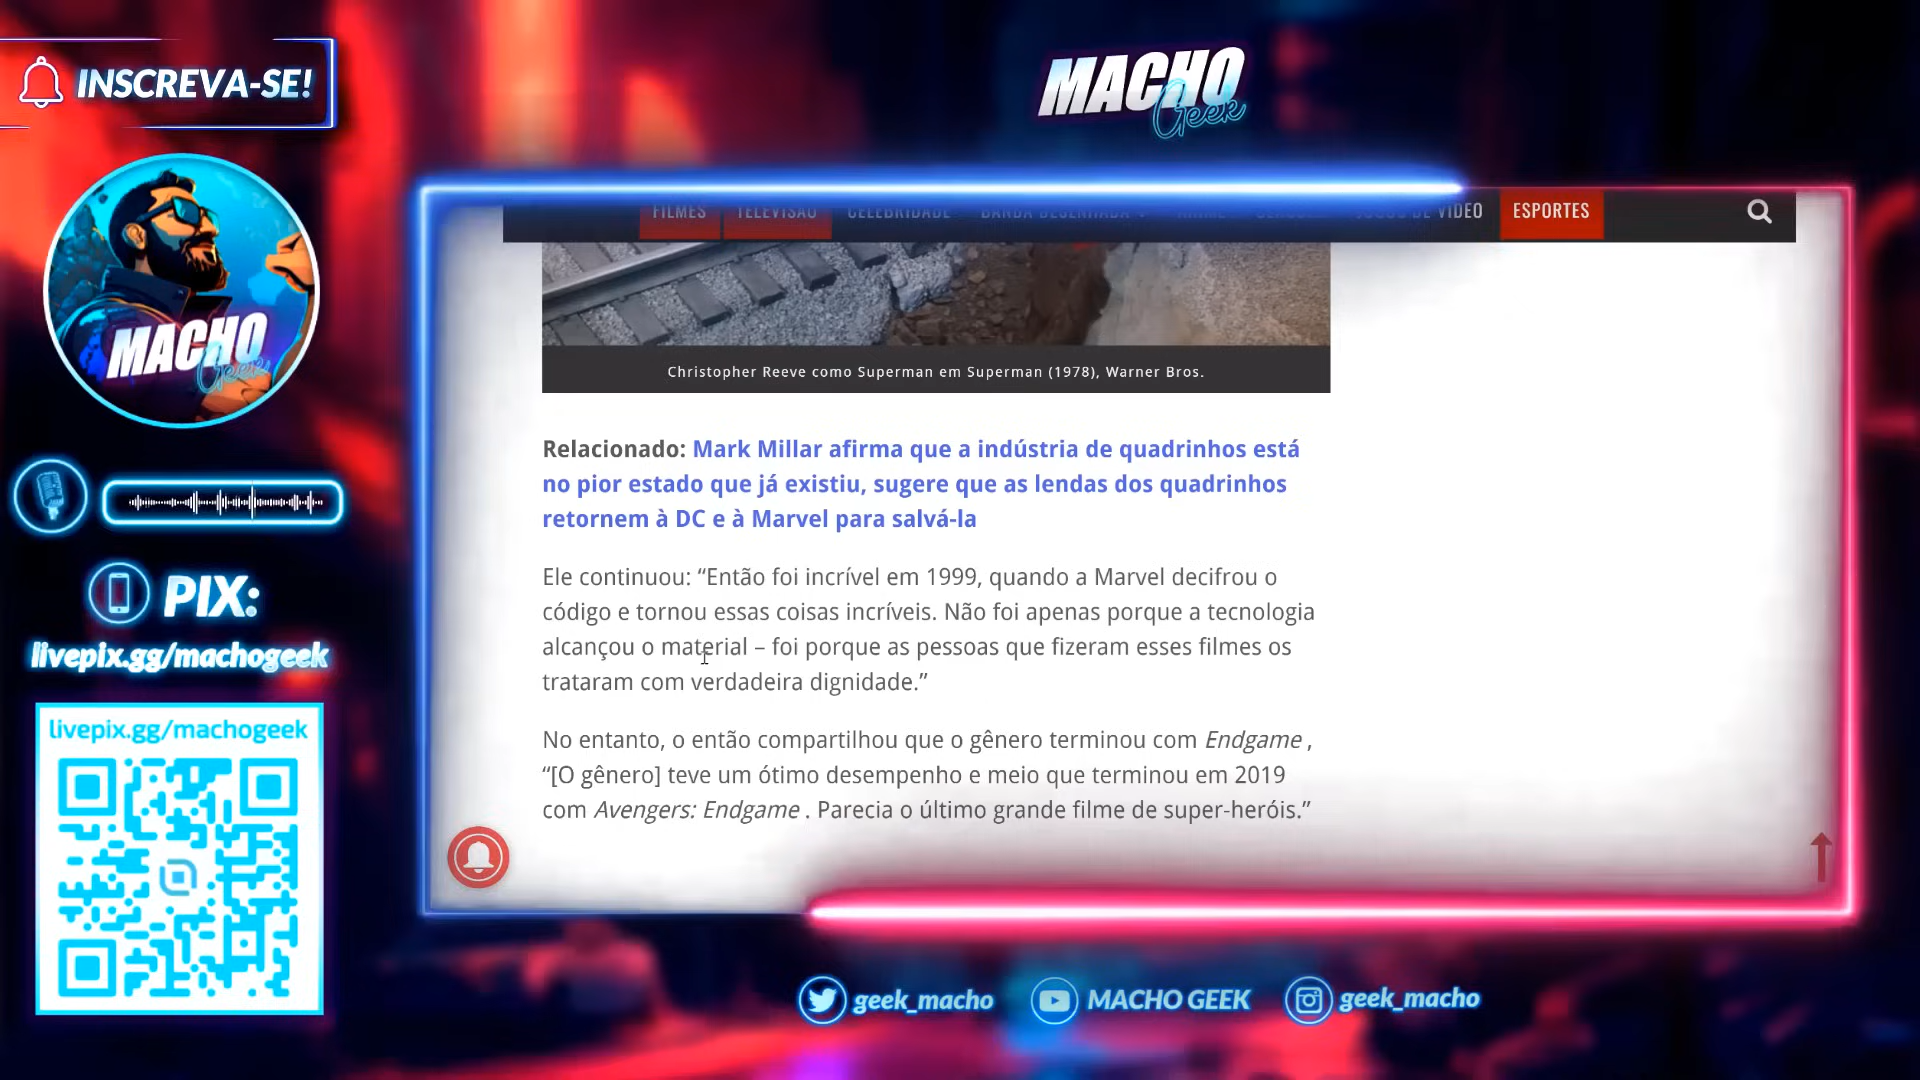 INSCREVA-SE!
MACHO
Geek
FILMES TELEVISÃO CELEBRIDADE BANDA DESENHADA JOGOS DE VÍDEO ESPORTES
Christopher Reeve como Superman em Superman (1978), Warner Bros.
MACHO
Geek
Relacionado: Mark Millar afirma que a indústria de quadrinhos está
no pior estado que já existiu, sugere que as lendas dos quadrinhos
retornem à DC e à Marvel para salvá-la
Ele continuou: “Então foi incrível em 1999, quando a Marvel decifrou o
código e tornou essas coisas incríveis. Não foi apenas porque a tecnologia
alcançou o material – foi porque as pessoas que fizeram esses filmes os
trataram com verdadeira dignidade.”
No entanto, o então compartilhou que o gênero terminou com Endgame ,
“[O gênero] teve um ótimo desempenho e meio que terminou em 2019
com Avengers: Endgame . Parecia o último grande filme de super-heróis.”
PIX:
livepix.gg/machogeek
livepix.gg/machogeek
geek_macho MACHO GEEK geek_macho